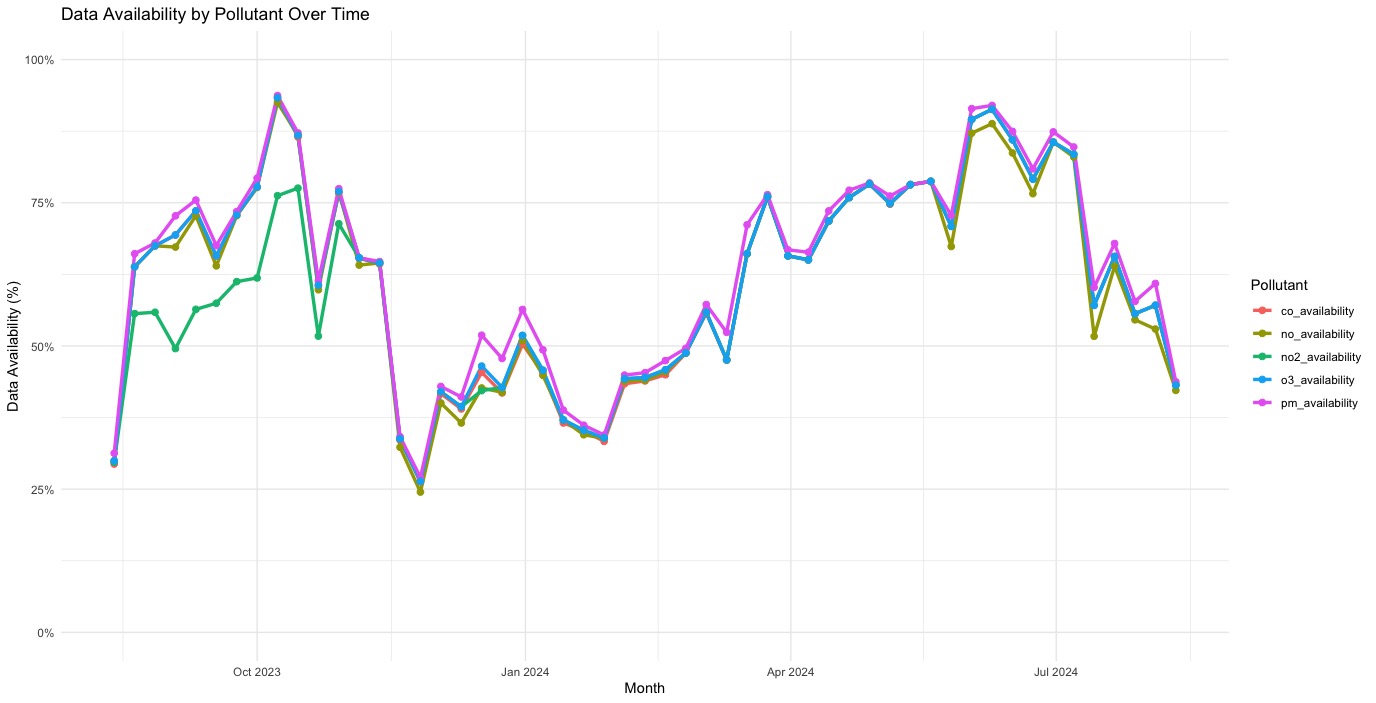 Data Availability by Pollutant Over Time
Data Availability (%)
100%
75%
50%
25%
0%
Oct 2023
Jan 2024
Apr 2024
Jul 2024
Month
Pollutant
co_availability
no_availability
no2_availability
o3_availability
pm_availability